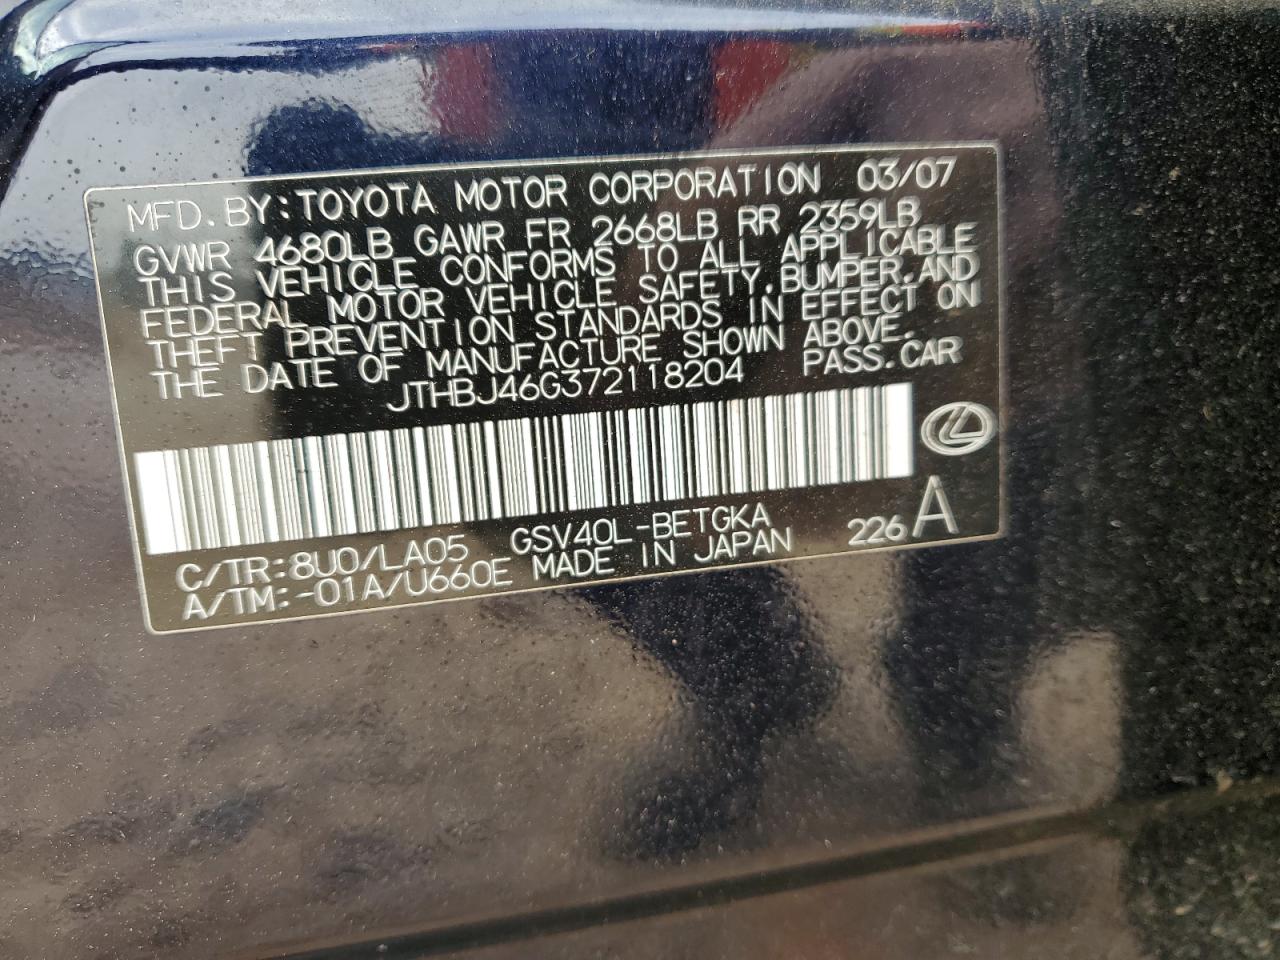 MFD. BY: TOYOTA MOTOR CORPORATION 03/07
GVWR 4680LB GAWR FR 2668LB RR 2359LB
THIS VEHICLE CONFORMS TO ALL APPLICABLE
FEDERAL MOTOR VEHICLE SAFETY, BUMPER, AND
THEFT PREVENTION STANDARDS IN EFFECT ON
THE DATE OF MANUFACTURE SHOWN ABOVE.
JTHBJ46G372118204 PASS. CAR
C/TR: 8U0/LA05 GSV40L-BETGKA
A/TM: -01A/U660E MADE IN JAPAN 226 A